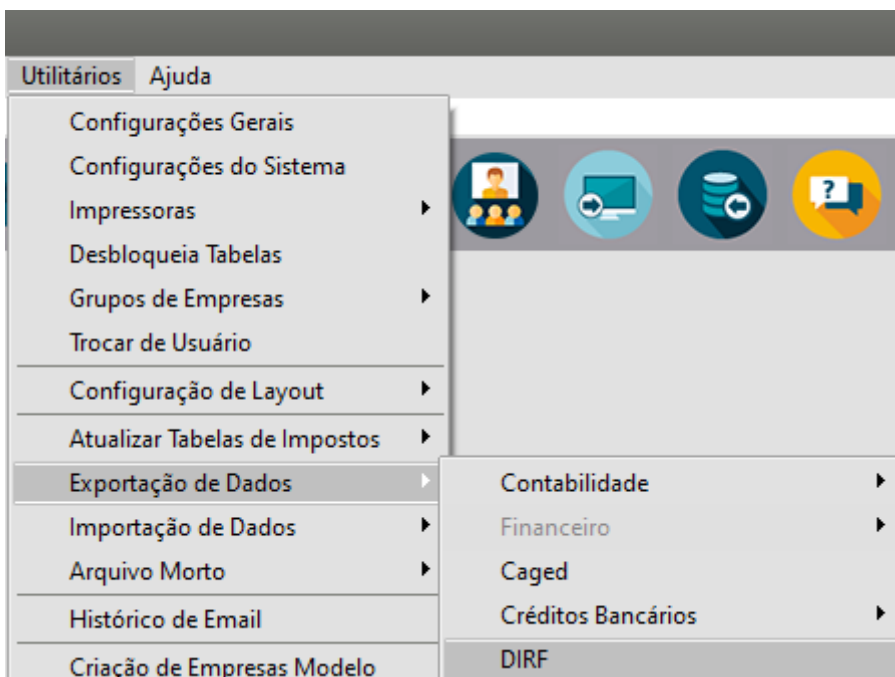 Utilitários Ajuda
Configurações Gerais
Configurações do Sistema
Impressoras
Desbloqueia Tabelas
Grupos de Empresas
Trocar de Usuário
Configuração de Layout
Atualizar Tabelas de Impostos
Exportação de Dados
Importação de Dados
Arquivo Morto
Histórico de Email
Criação de Empresas Modelo
Contabilidade
Financeiro
Caged
Créditos Bancários
DIRF
?